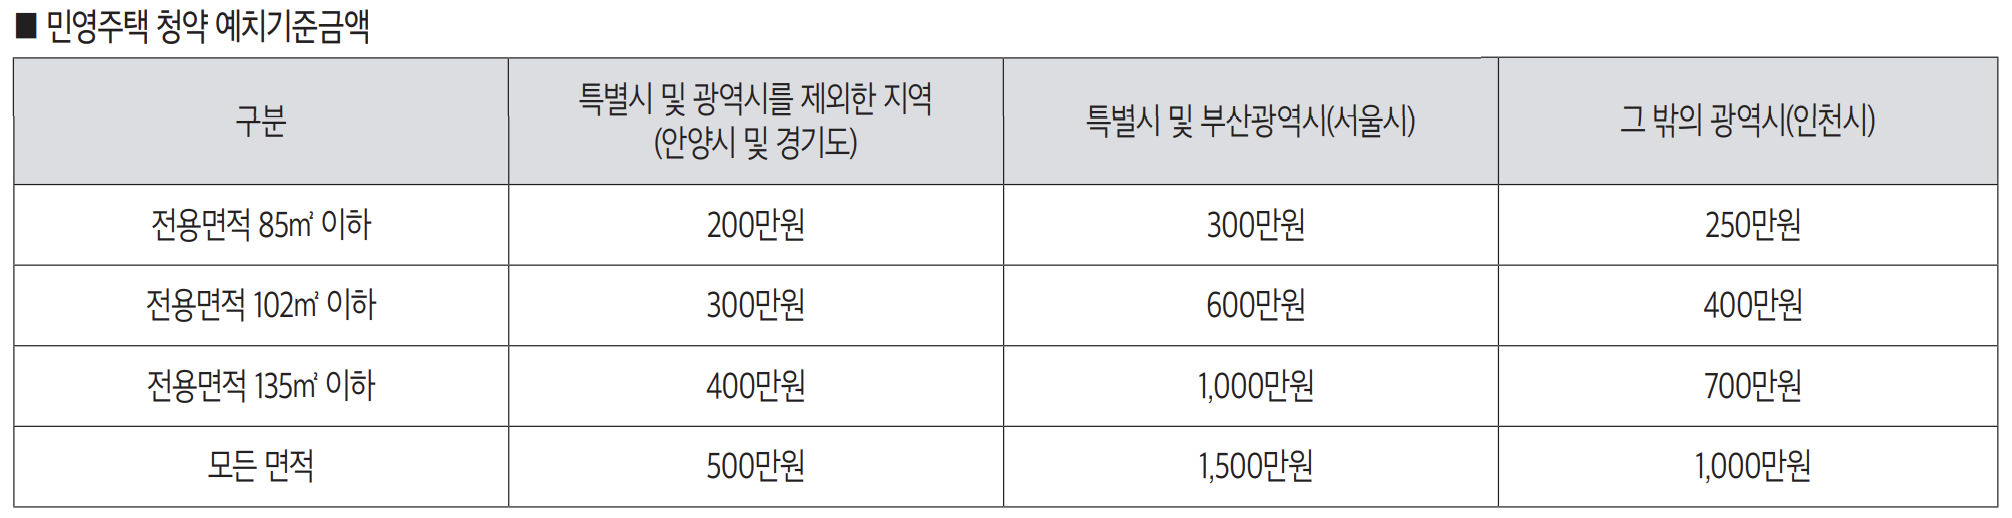 ■ 민영주택 청약 예치기준금액
구분
특별시 및 광역시를 제외한 지역
(안양시 및 경기도)
특별시 및 부산광역시(서울시)
그 밖의 광역시(인천시)
전용면적 85㎡ 이하
200만원
300만원
250만원
전용면적 102㎡ 이하
300만원
600만원
400만원
전용면적 135㎡ 이하
400만원
1,000만원
700만원
모든 면적
500만원
1,500만원
1,000만원